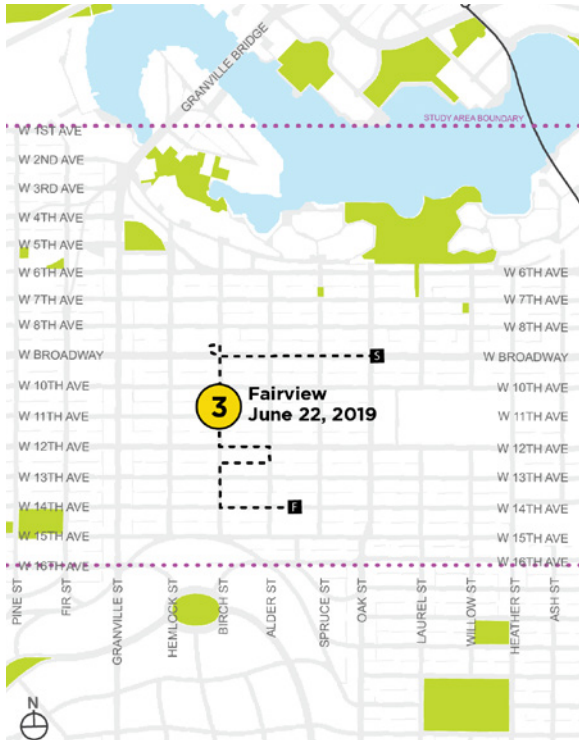 GRANVILLE BRIDGE
STUDY AREA BOUNDARY
W 1ST AVE
W 2ND AVE
W 3RD AVE
W 4TH AVE
W 5TH AVE
W 6TH AVE W 6TH AVE
W 7TH AVE W 7TH AVE
W 8TH AVE W 8TH AVE
W BROADWAY S W BROADWAY
W 10TH AVE W 10TH AVE
3 Fairview
June 22, 2019
W 11TH AVE W 11TH AVE
W 12TH AVE W 12TH AVE
W 13TH AVE W 13TH AVE
W 14TH AVE F W 14TH AVE
W 15TH AVE W 15TH AVE
W 16TH AVE W 16TH AVE
PINE ST
FIR ST
GRANVILLE ST
HEMLOCK ST
BIRCH ST
ALDER ST
SPRUCE ST
OAK ST
LAUREL ST
WILLOW ST
HEATHER ST
ASH ST
N